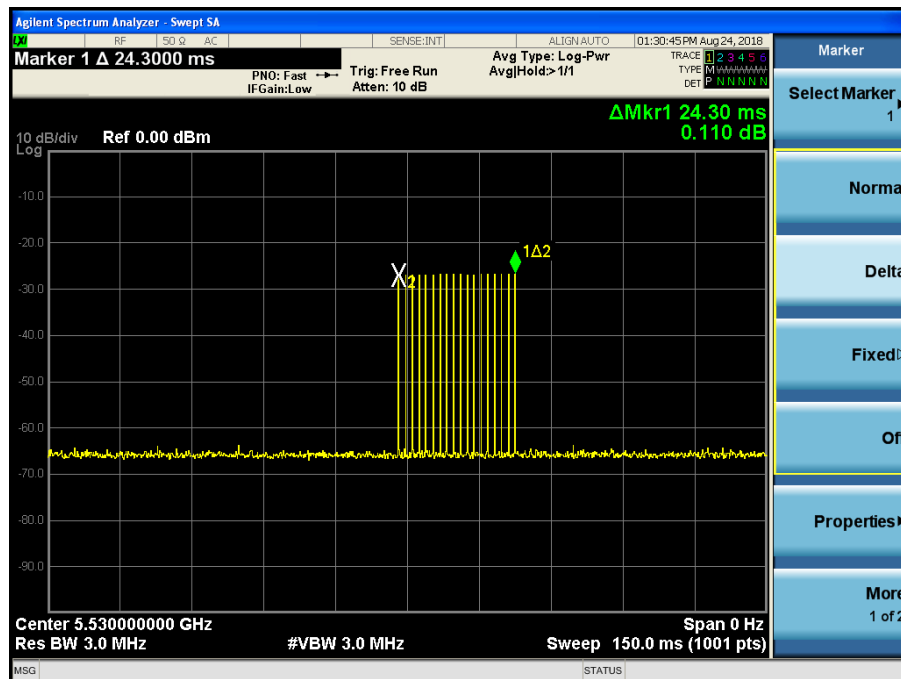 Agilent Spectrum Analyzer - Swept SA
LXI RF 50 Ω AC SENSE:INT ALIGN AUTO 01:30:45 PM Aug 24, 2018
Marker 1 Δ 24.3000 ms
PNO: Fast
IFGain:Low
Trig: Free Run
Atten: 10 dB
Avg Type: Log-Pwr
Avg|Hold:>1/1
TRACE 1 2 3 4 5 6
TYPE M WWWWW
DET P N N N N N
ΔMkr1 24.30 ms
0.110 dB
10 dB/div Ref 0.00 dBm
Log
-10.0
-20.0
-30.0
-40.0
-50.0
-60.0
-70.0
-80.0
-90.0
X2
1Δ2
Center 5.530000000 GHz Span 0 Hz
Res BW 3.0 MHz #VBW 3.0 MHz Sweep 150.0 ms (1001 pts)
MSG STATUS
Marker
Select Marker
1
Norma
Delta
Fixed
Of
Properties
More
1 of 2